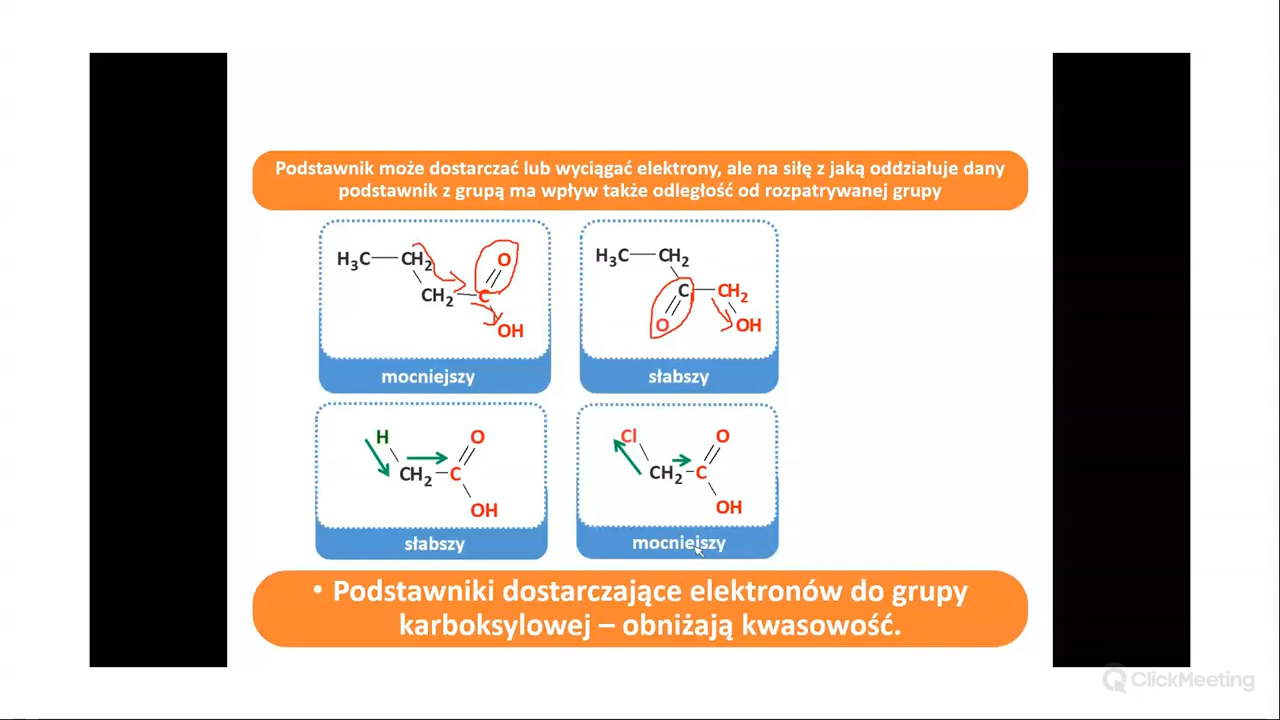 Podstawnik może dostarczać lub wyciągać elektrony, ale na siłę z jaką oddziałuje dany
podstawnik z grupą ma wpływ także odległość od rozpatrywanej grupy
H₃C CH₂ O
CH₂ C
OH
mocniejszy
H₃C CH₂
C CH₂
O OH
słabszy
H O
CH₂ C
OH
słabszy
Cl O
CH₂ C
OH
mocniejszy
• Podstawniki dostarczające elektronów do grupy
karboksylowej – obniżają kwasowość.
ClickMeeting